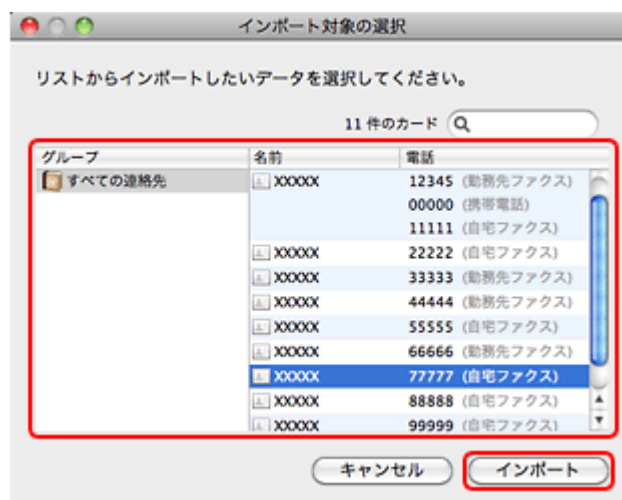 インポート対象の選択
リストからインポートしたいデータを選択してください。
11 件のカード
グループ 名前 電話
すべての連絡先 XXXXX 12345 (勤務先ファクス)
00000 (携帯電話)
11111 (自宅ファクス)
XXXXX 22222 (自宅ファクス)
XXXXX 33333 (勤務先ファクス)
XXXXX 44444 (勤務先ファクス)
XXXXX 55555 (自宅ファクス)
XXXXX 66666 (勤務先ファクス)
XXXXX 77777 (自宅ファクス)
XXXXX 88888 (自宅ファクス)
XXXXX 99999 (自宅ファクス)
キャンセル インポート